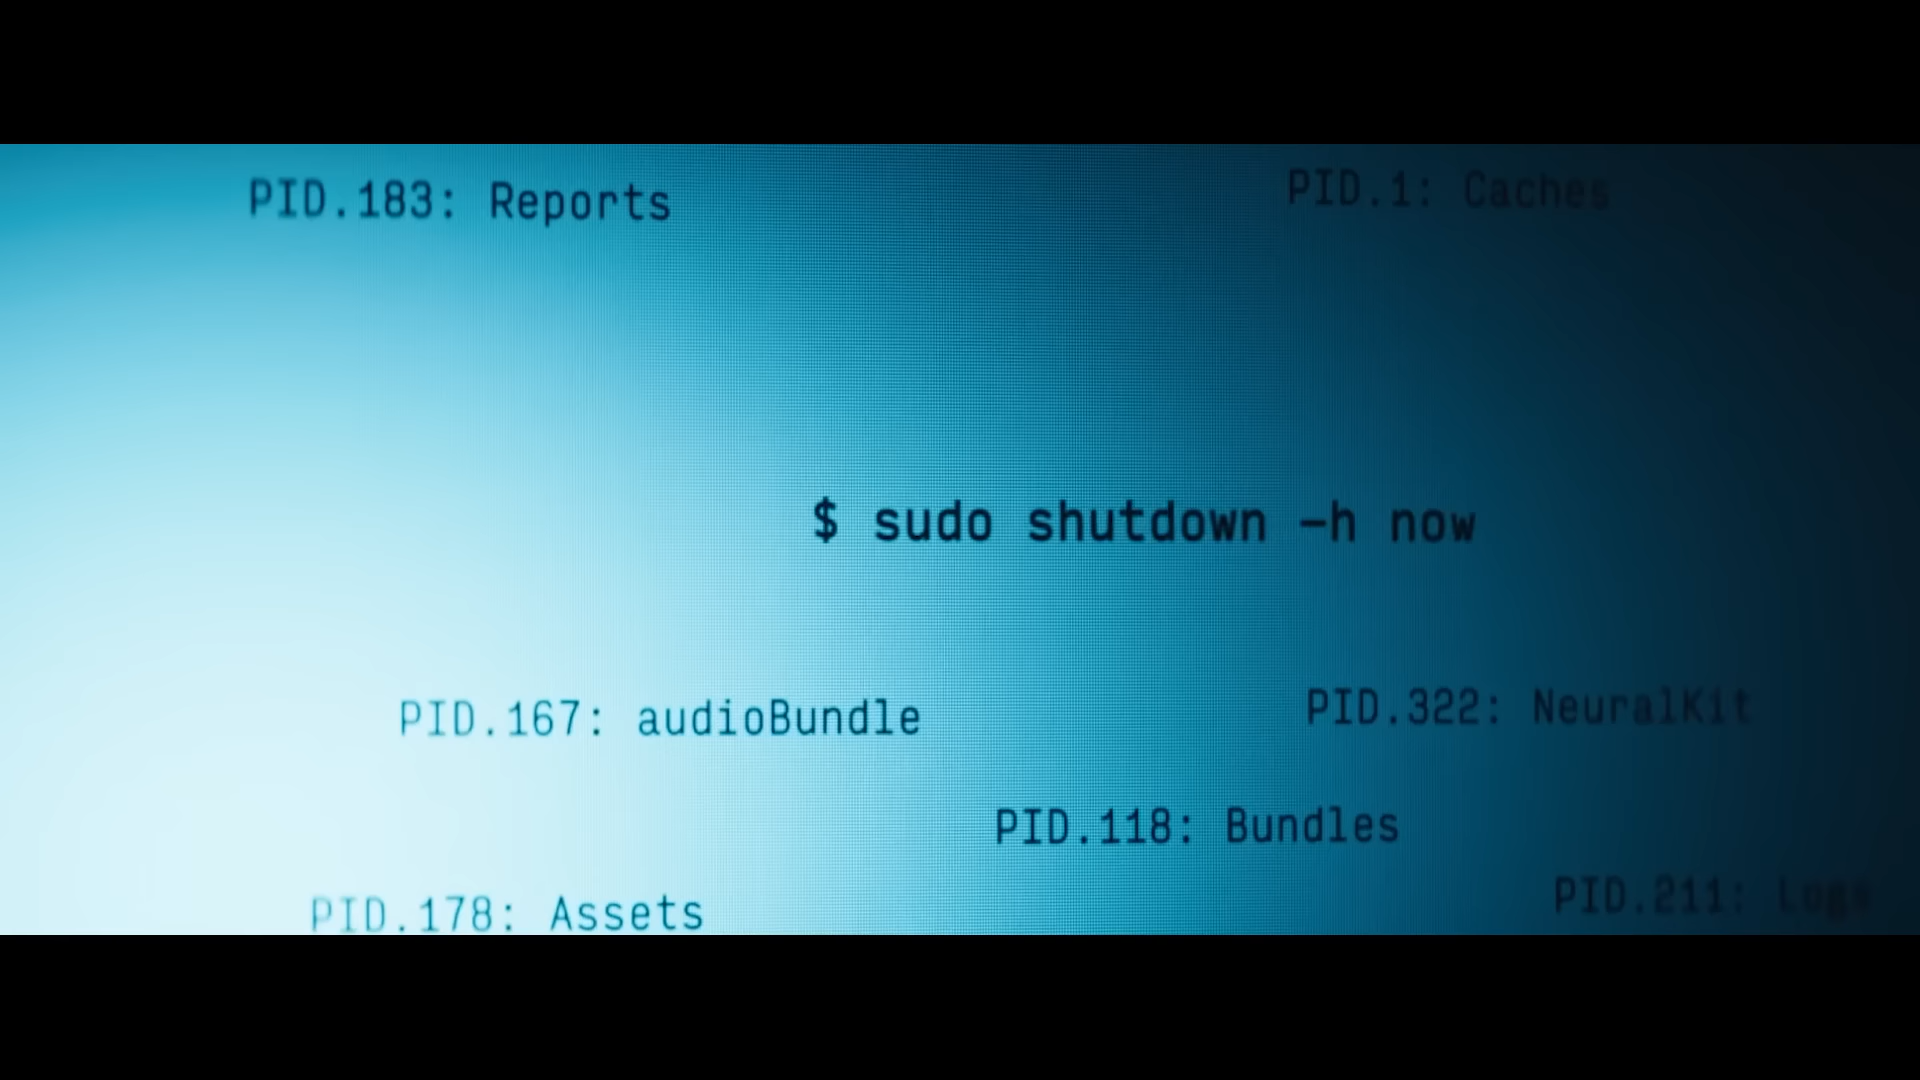 PID.183: Reports
PID.1: Caches
$ sudo shutdown -h now
PID.167: audioBundle
PID.322: NeuralKit
PID.118: Bundles
PID.178: Assets
PID.211: Logs